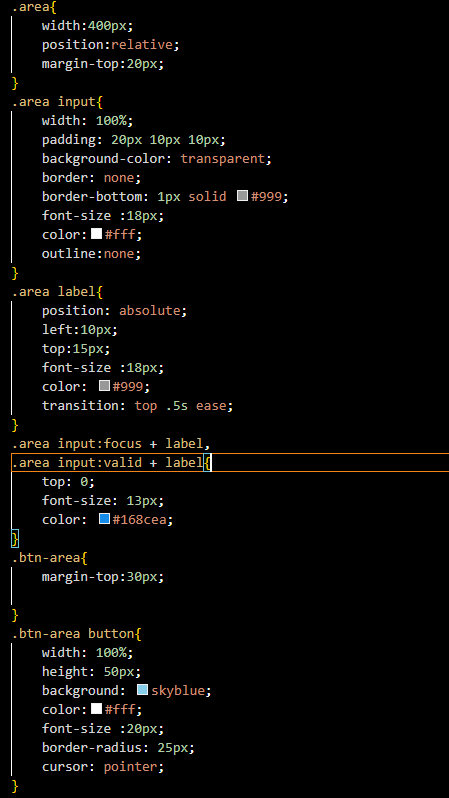 .area{
    width:400px;
    position:relative;
    margin-top:20px;
}
.area input{
    width: 100%;
    padding: 20px 10px 10px;
    background-color: transparent;
    border: none;
    border-bottom: 1px solid #999;
    font-size :18px;
    color:#fff;
    outline:none;
}
.area label{
    position: absolute;
    left:10px;
    top:15px;
    font-size :18px;
    color: #999;
    transition: top .5s ease;
}
.area input:focus + label,
.area input:valid + label{
    top: 0;
    font-size: 13px;
    color: #168cea;
}
.btn-area{
    margin-top:30px;

}
.btn-area button{
    width: 100%;
    height: 50px;
    background: skyblue;
    color:#fff;
    font-size :20px;
    border-radius: 25px;
    cursor: pointer;
}